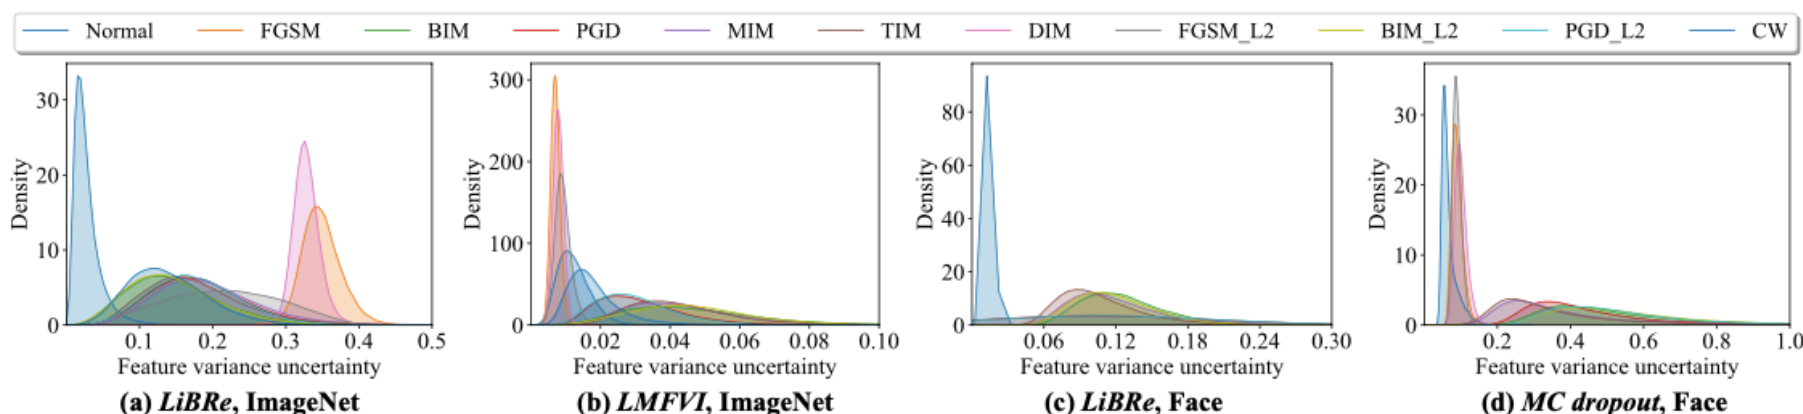 Normal FGSM BIM PGD MIM TIM DIM FGSM_L2 BIM_L2 PGD_L2 CW
Density
30
20
10
0
0.1 0.2 0.3 0.4 0.5
Feature variance uncertainty
(a) LiBRe, ImageNet
Density
300
200
100
0
0.02 0.04 0.06 0.08 0.10
Feature variance uncertainty
(b) LMFVI, ImageNet
Density
80
60
40
20
0
0.06 0.12 0.18 0.24 0.30
Feature variance uncertainty
(c) LiBRe, Face
Density
30
20
10
0
0.2 0.4 0.6 0.8 1.0
Feature variance uncertainty
(d) MC dropout, Face